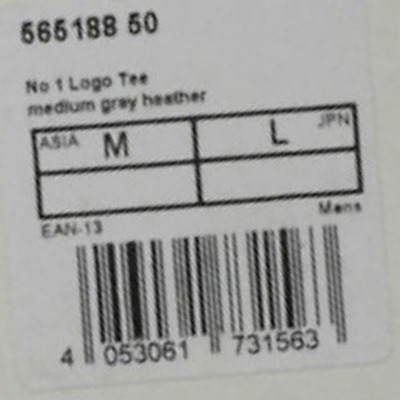 565188 50
No 1 Logo Tee
medium gray heather
ASIA M L JPN
EAN-13 Mens
4 053061 731563